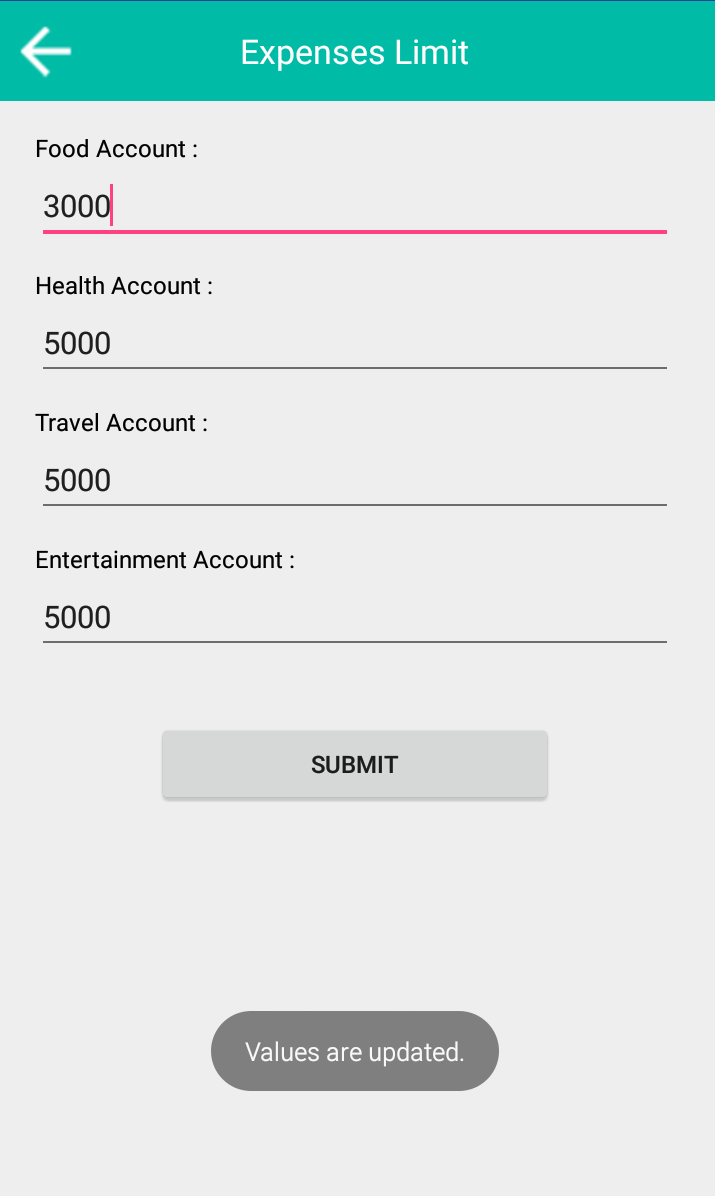 Expenses Limit
Food Account :
3000
Health Account :
5000
Travel Account :
5000
Entertainment Account :
5000
SUBMIT
Values are updated.